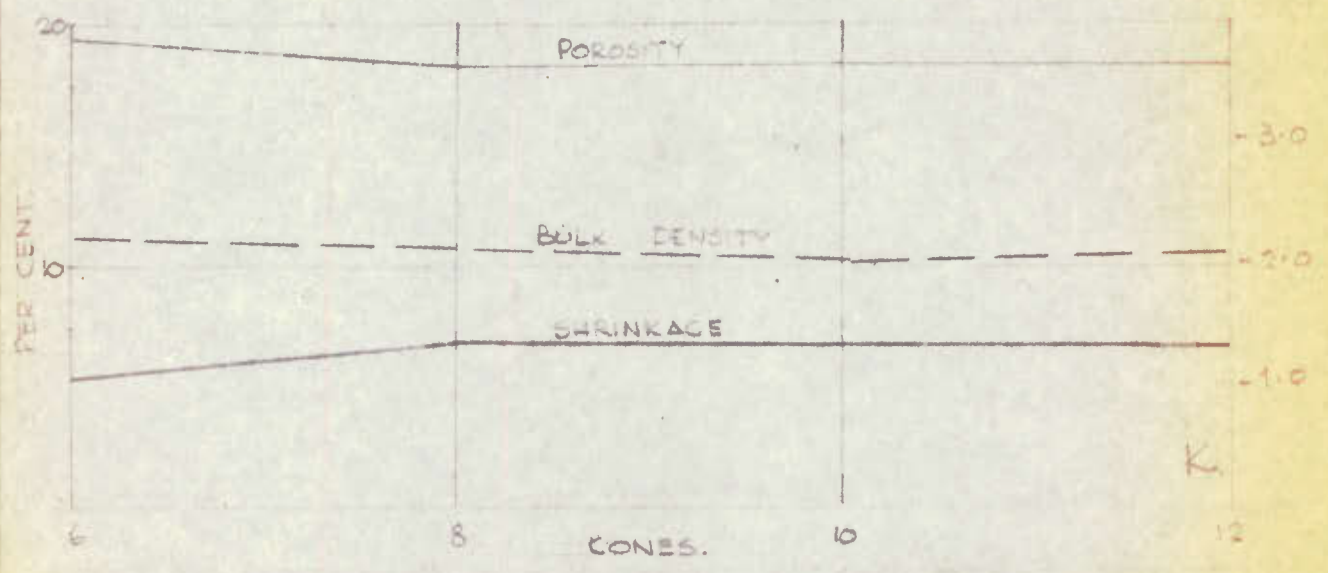 20
POROSITY
- 3.0
PER CENT.
BULK DENSITY
10
- 2.0
SHRINKAGE
- 1.0
K
6 8 10 12
CONES.